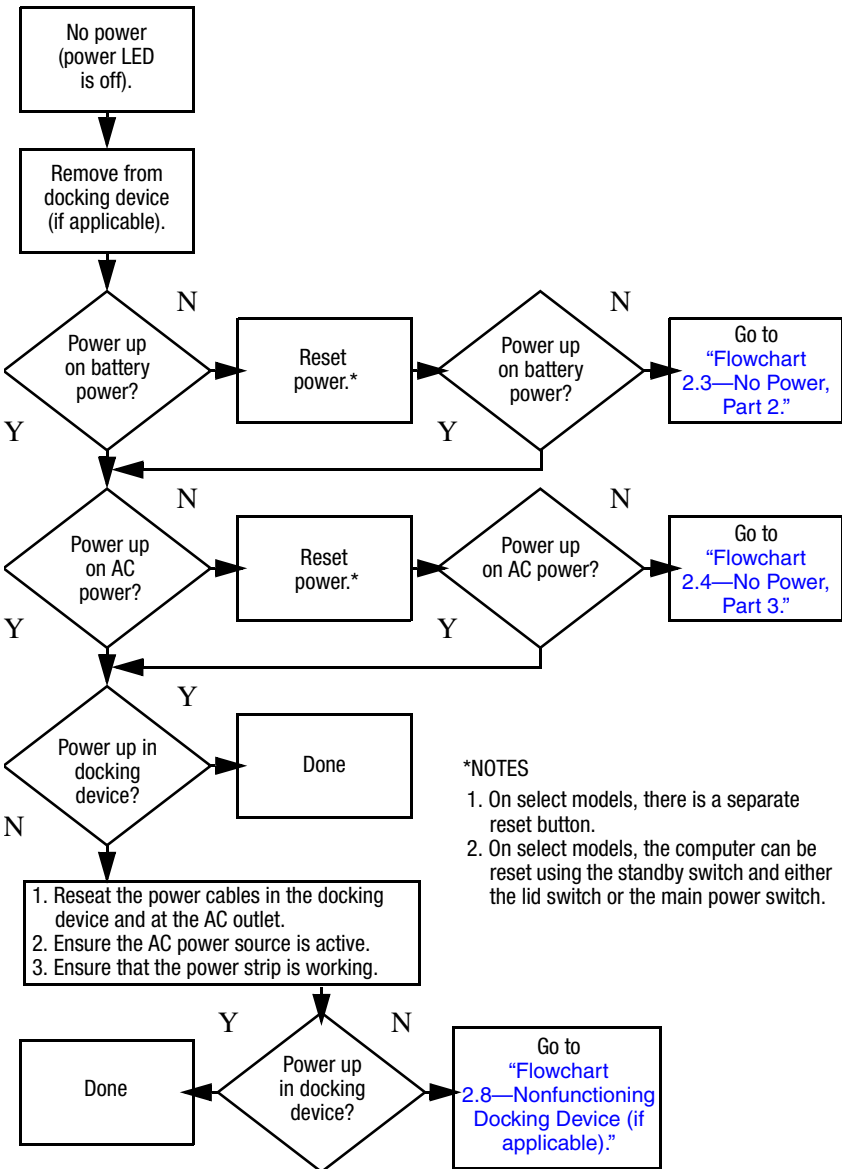 No power
(power LED
is off).
Remove from
docking device
(if applicable).
N
N
Power up
on battery
power?
Reset
power.*
Power up
on battery
power?
Go to
“Flowchart
2.3—No Power,
Part 2.”
Y
Y
N
N
Power up
on AC
power?
Reset
power.*
Power up
on AC power?
Go to
“Flowchart
2.4—No Power,
Part 3.”
Y
Y
Y
Power up in
docking
device?
Done
N
*NOTES
1. On select models, there is a separate
reset button.
2. On select models, the computer can be
reset using the standby switch and either
the lid switch or the main power switch.
1. Reseat the power cables in the docking
device and at the AC outlet.
2. Ensure the AC power source is active.
3. Ensure that the power strip is working.
Y
N
Done
Power up
in docking
device?
Go to
“Flowchart
2.8—Nonfunctioning
Docking Device (if
applicable).”